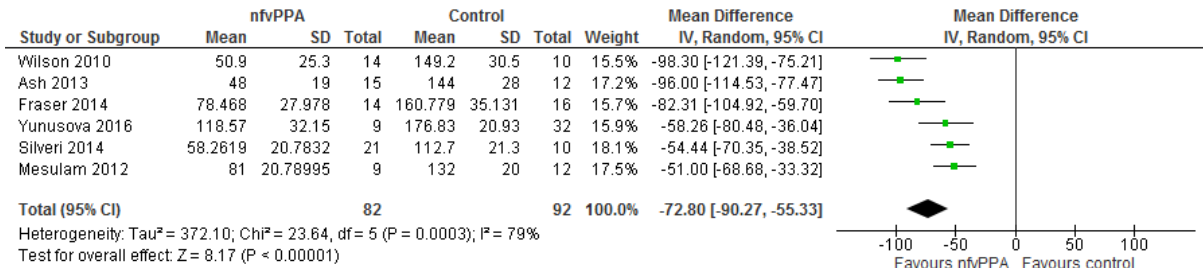 nfvPPA Control Mean Difference Mean Difference
Study or Subgroup Mean SD Total Mean SD Total Weight IV, Random, 95% CI IV, Random, 95% CI
Wilson 2010 50.9 25.3 14 149.2 30.5 10 15.5% -98.30 [-121.39, -75.21]
Ash 2013 48 19 15 144 28 12 17.2% -96.00 [-114.53, -77.47]
Fraser 2014 78.468 27.978 14 160.779 35.131 16 15.7% -82.31 [-104.92, -59.70]
Yunusova 2016 118.57 32.15 9 176.83 20.93 32 15.9% -58.26 [-80.48, -36.04]
Silveri 2014 58.2619 20.7832 21 112.7 21.3 10 18.1% -54.44 [-70.35, -38.52]
Mesulam 2012 81 20.78995 9 132 20 12 17.5% -51.00 [-68.68, -33.32]
Total (95% CI) 82 92 100.0% -72.80 [-90.27, -55.33]
Heterogeneity: Tau² = 372.10; Chi² = 23.64, df = 5 (P = 0.0003); I² = 79%
Test for overall effect: Z = 8.17 (P < 0.00001)
-100 -50 0 50 100
Favours nfvPPA Favours control